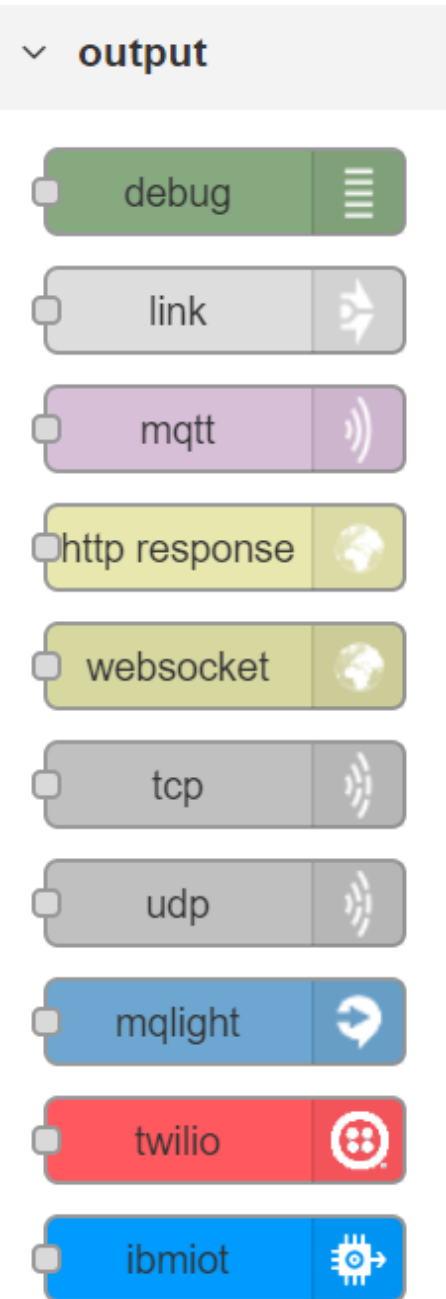 output
debug
link
mqtt
http response
websocket
tcp
udp
mqlight
twilio
ibmiot